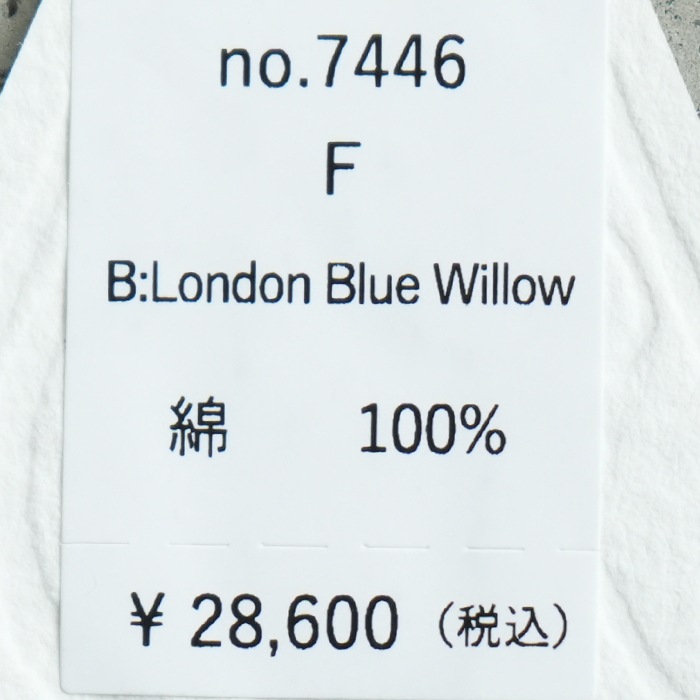 no.7446
F
B:London Blue Willow
綿 100%
¥ 28,600 (税込)